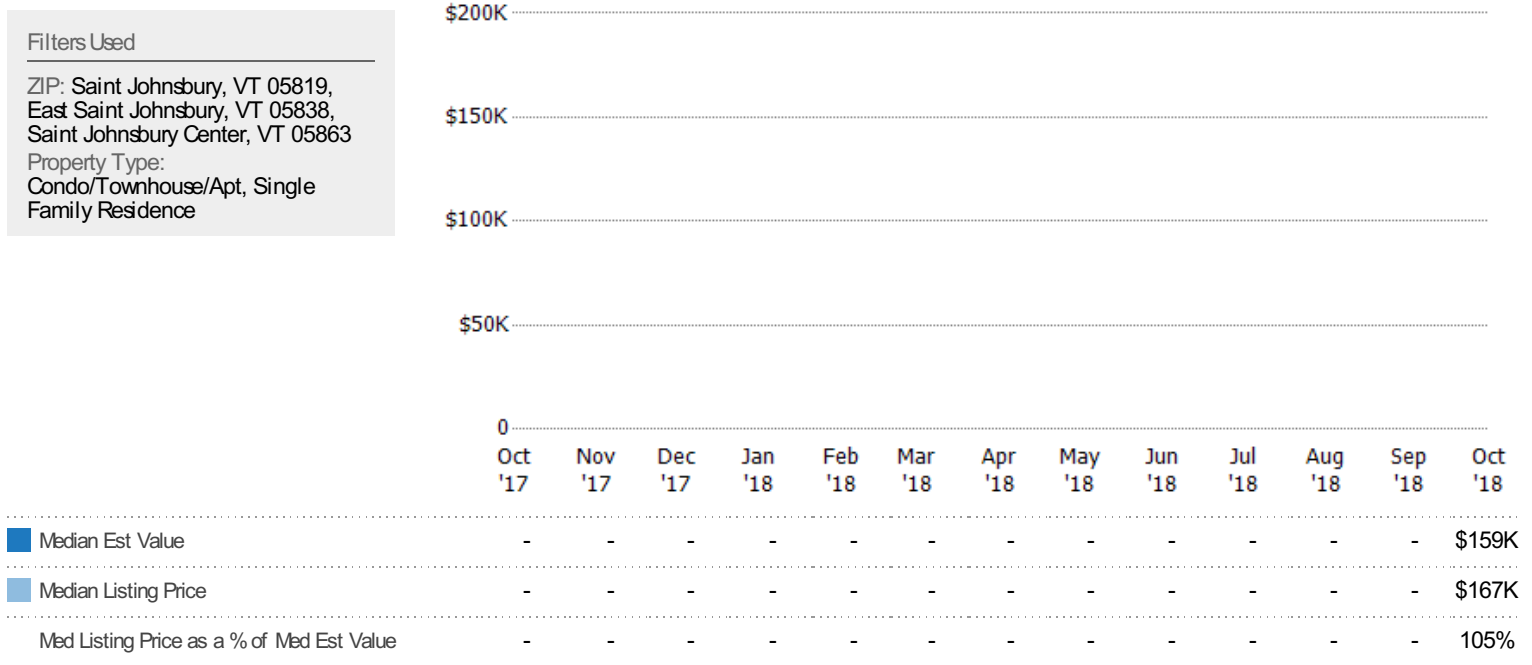 Filters Used
ZIP: Saint Johnsbury, VT 05819,
East Saint Johnsbury, VT 05838,
Saint Johnsbury Center, VT 05863
Property Type:
Condo/Townhouse/Apt, Single
Family Residence
$200K
$150K
$100K
$50K
0
Oct Nov Dec Jan Feb Mar Apr May Jun Jul Aug Sep Oct
'17 '17 '17 '18 '18 '18 '18 '18 '18 '18 '18 '18 '18
Median Est Value - - - - - - - - - - - - $159K
Median Listing Price - - - - - - - - - - - - $167K
Med Listing Price as a % of Med Est Value - - - - - - - - - - - - 105%